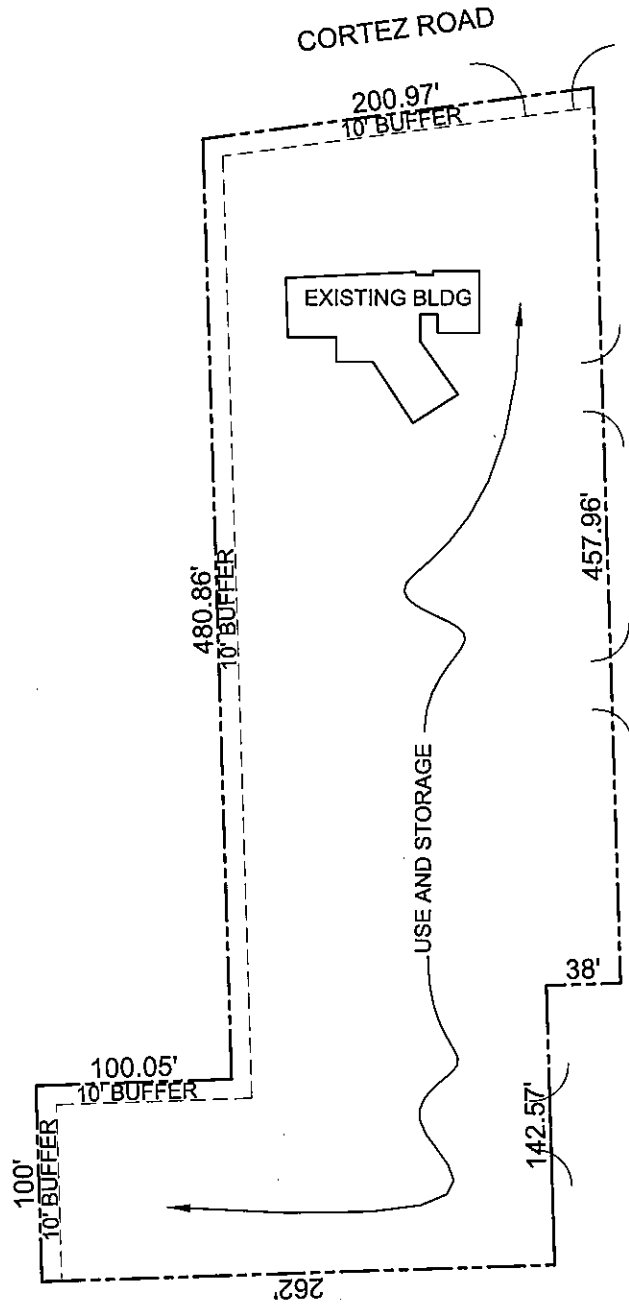 CORTEZ ROAD
200.97'
10' BUFFER
EXISTING BLDG
480.86'
10' BUFFER
457.96'
USE AND STORAGE
38'
100.05'
10' BUFFER
100'
10' BUFFER
142.57'
262'